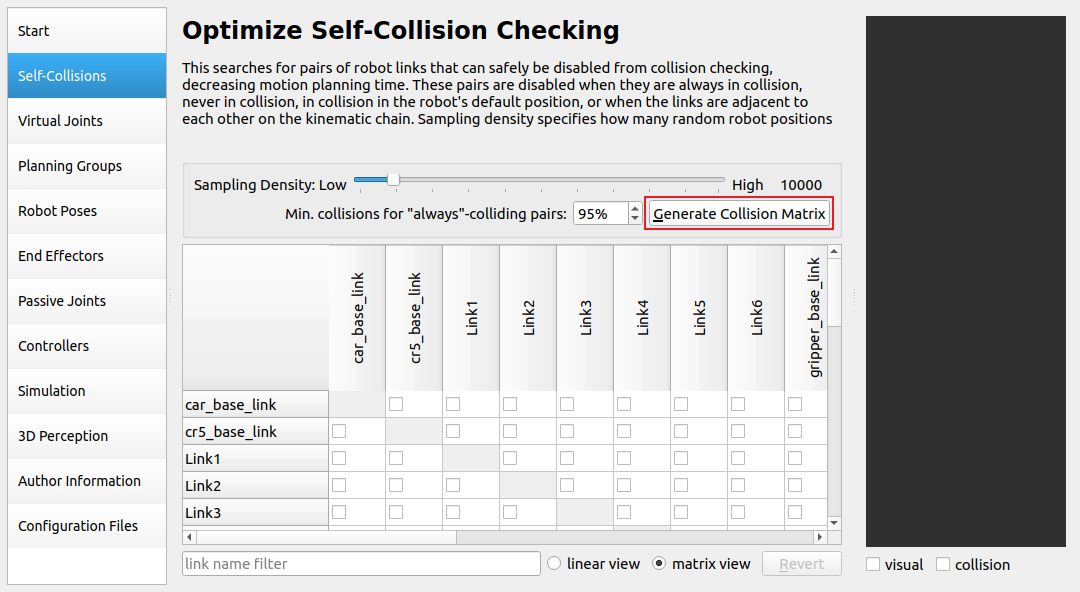 Start
Self-Collisions
Virtual Joints
Planning Groups
Robot Poses
End Effectors
Passive Joints
Controllers
Simulation
3D Perception
Author Information
Configuration Files
Optimize Self-Collision Checking
This searches for pairs of robot links that can safely be disabled from collision checking,
decreasing motion planning time. These pairs are disabled when they are always in collision,
never in collision, in collision in the robot's default position, or when the links are adjacent to
each other on the kinematic chain. Sampling density specifies how many random robot positions
Sampling Density: Low High 10000
Min. collisions for "always"-colliding pairs: 95% Generate Collision Matrix
car_base_link
cr5_base_link
Link1
Link2
Link3
Link4
Link5
Link6
gripper_base_link
car_base_link
cr5_base_link
Link1
Link2
Link3
link name filter linear view matrix view Revert
visual collision